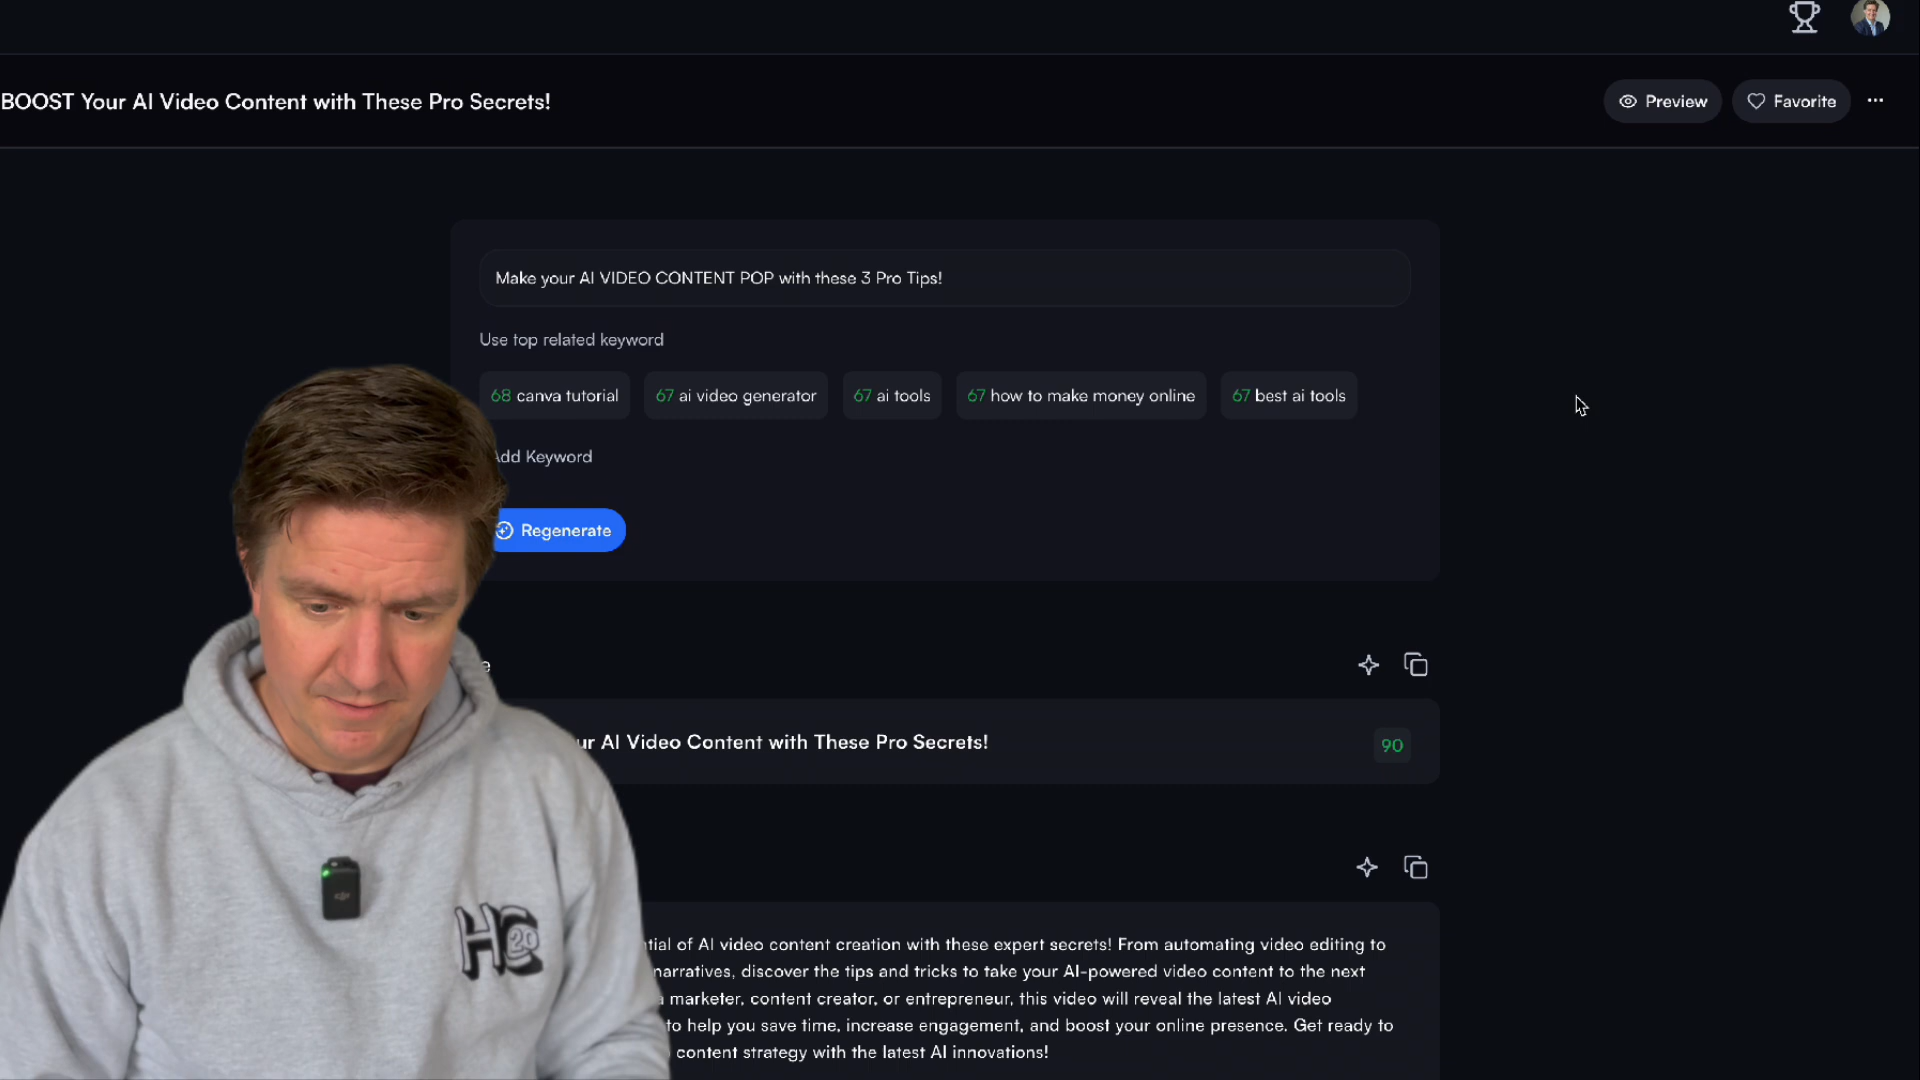 BOOST Your AI Video Content with These Pro Secrets!
Preview
Favorite
Make your AI VIDEO CONTENT POP with these 3 Pro Tips!
Use top related keyword
68 canva tutorial
67 ai video generator
67 ai tools
67 how to make money online
67 best ai tools
Add Keyword
Regenerate
AI Video Content with These Pro Secrets!
90
of AI video content creation with these expert secrets! From automating video editing to
narratives, discover the tips and tricks to take your AI-powered video content to the next
marketer, content creator, or entrepreneur, this video will reveal the latest AI video
to help you save time, increase engagement, and boost your online presence. Get ready to
content strategy with the latest AI innovations!
HC
20
dji